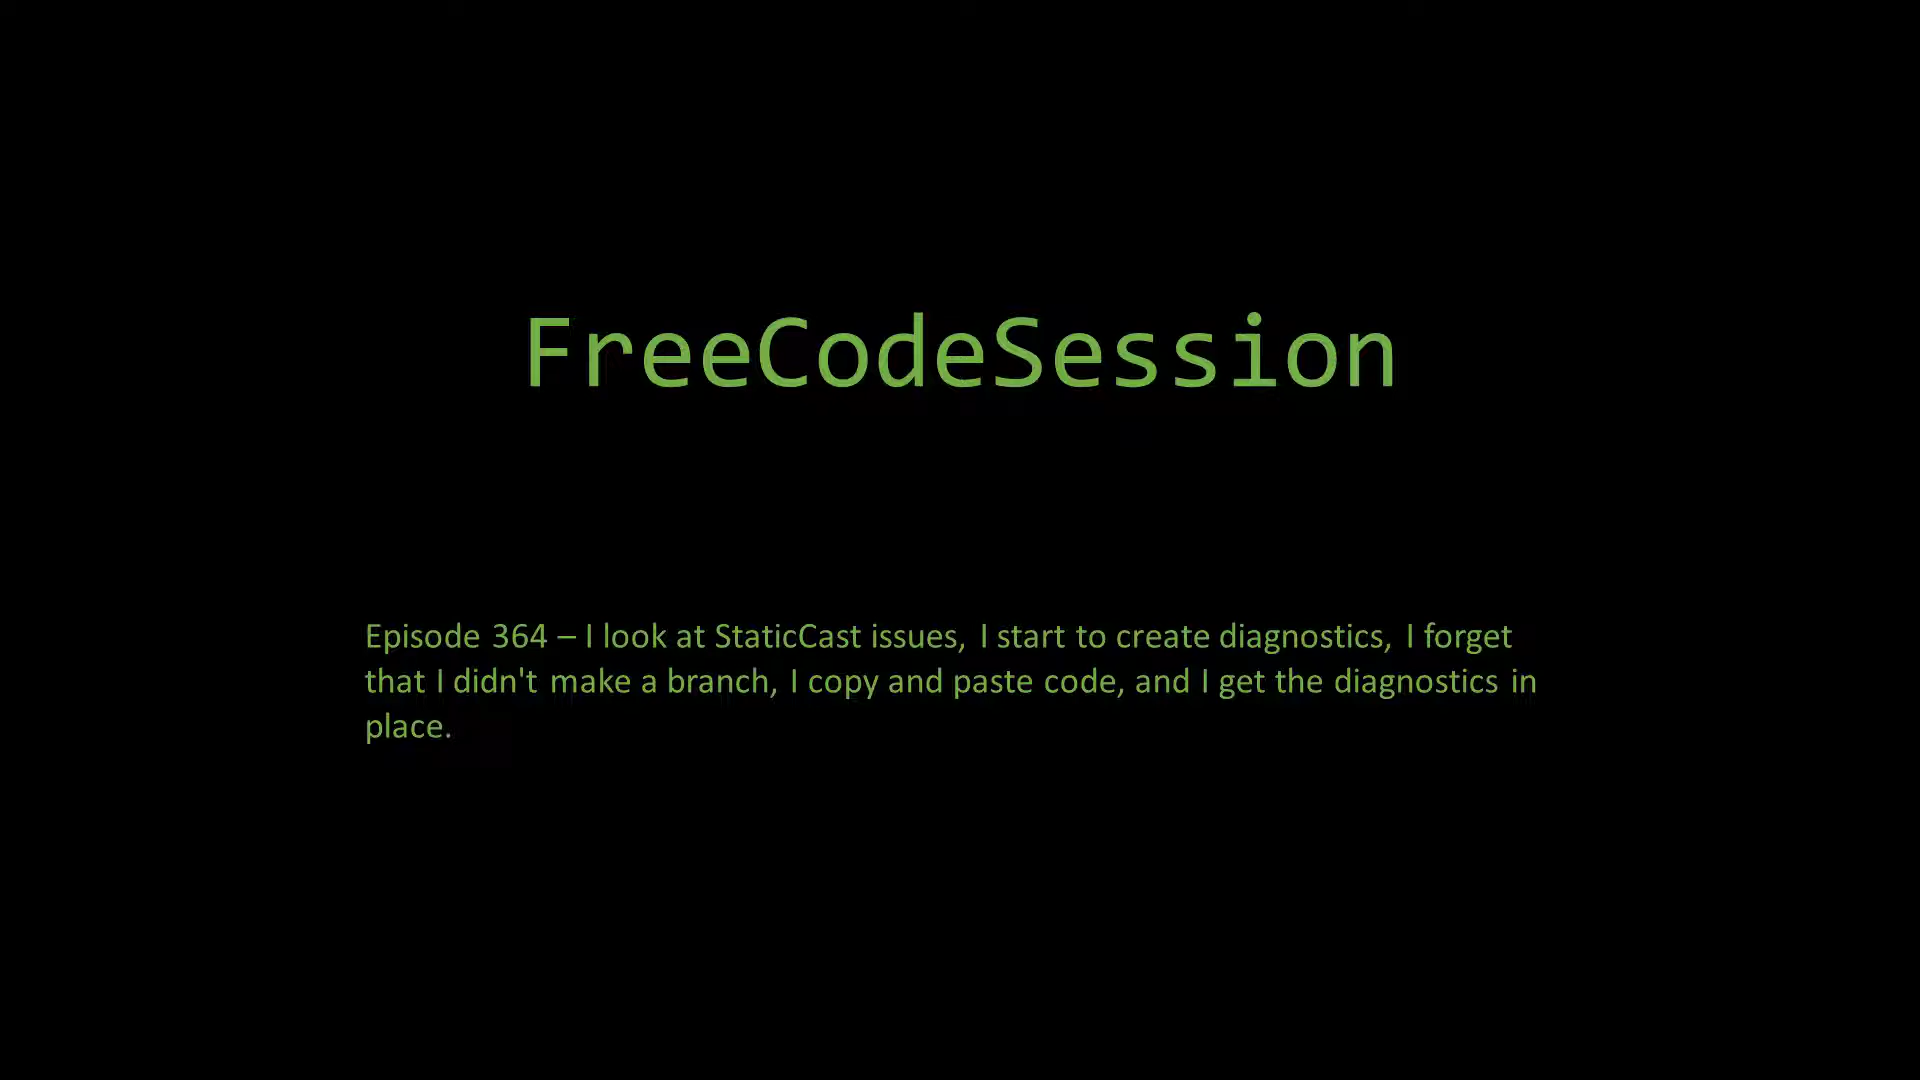 FreeCodeSession
Episode 364 – I look at StaticCast issues, I start to create diagnostics, I forget
that I didn't make a branch, I copy and paste code, and I get the diagnostics in
place.